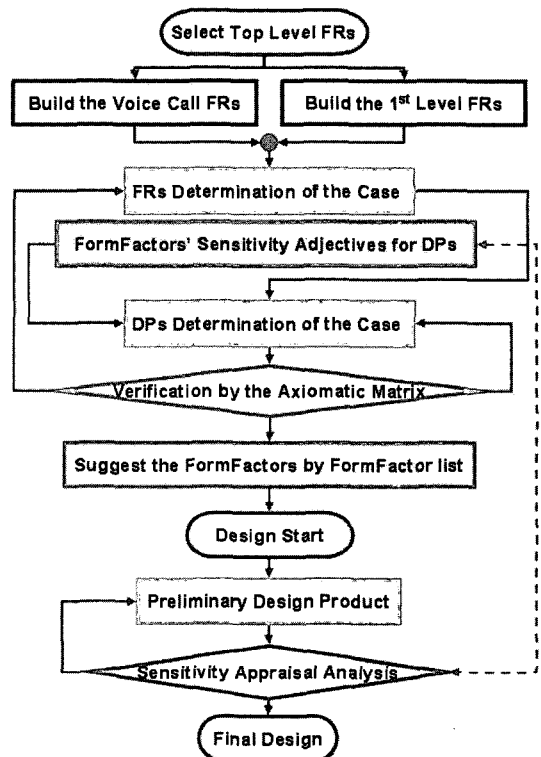 Select Top Level FRs
Build the Voice Call FRs
Build the 1st Level FRs
FRs Determination of the Case
FormFactors' Sensitivity Adjectives for DPs
DPs Determination of the Case
Verification by the Axiomatic Matrix
Suggest the FormFactors by FormFactor list
Design Start
Preliminary Design Product
Sensitivity Appraisal Analysis
Final Design